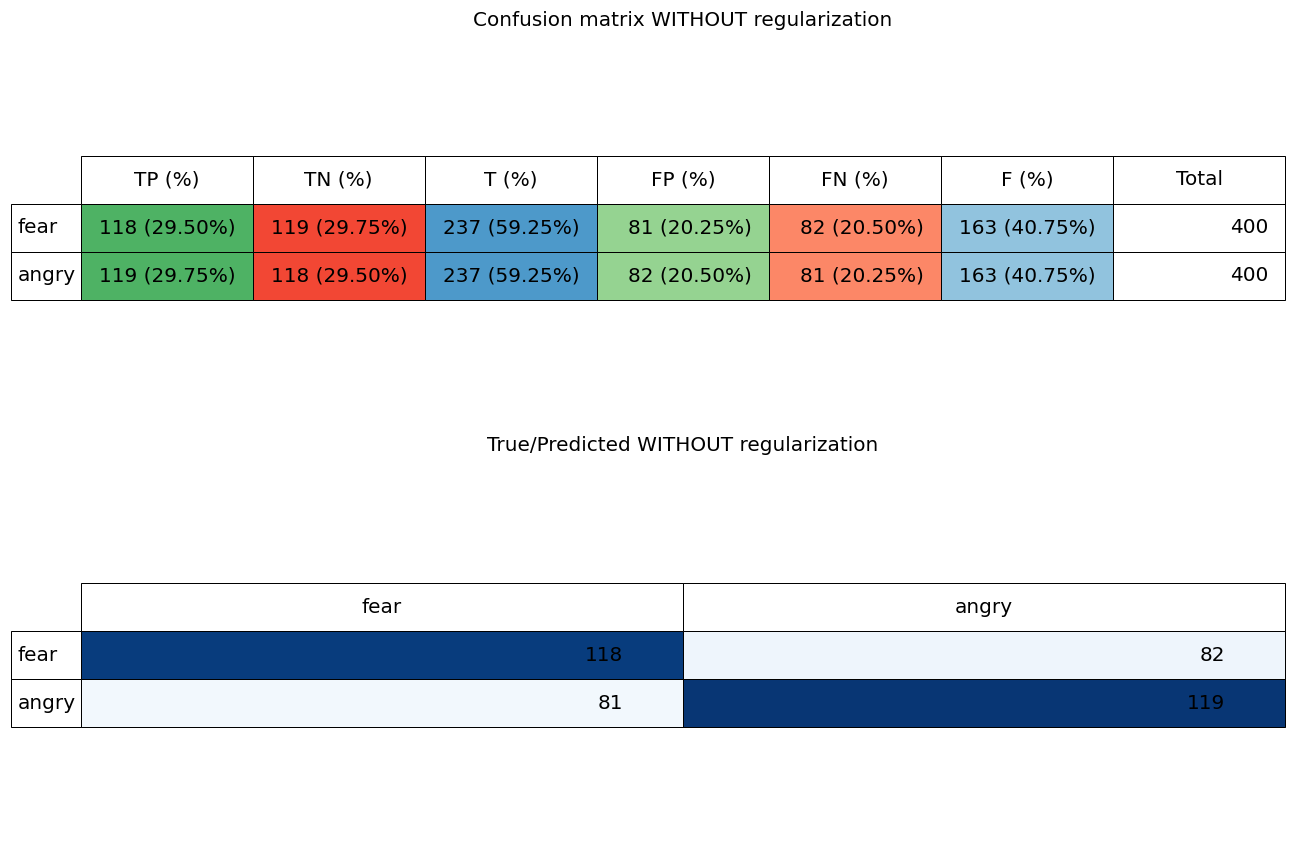 Confusion matrix WITHOUT regularization
TP (%) TN (%) T (%) FP (%) FN (%) F (%) Total
fear 118 (29.50%) 119 (29.75%) 237 (59.25%) 81 (20.25%) 82 (20.50%) 163 (40.75%) 400
angry 119 (29.75%) 118 (29.50%) 237 (59.25%) 82 (20.50%) 81 (20.25%) 163 (40.75%) 400
True/Predicted WITHOUT regularization
fear angry
fear 118 82
angry 81 119